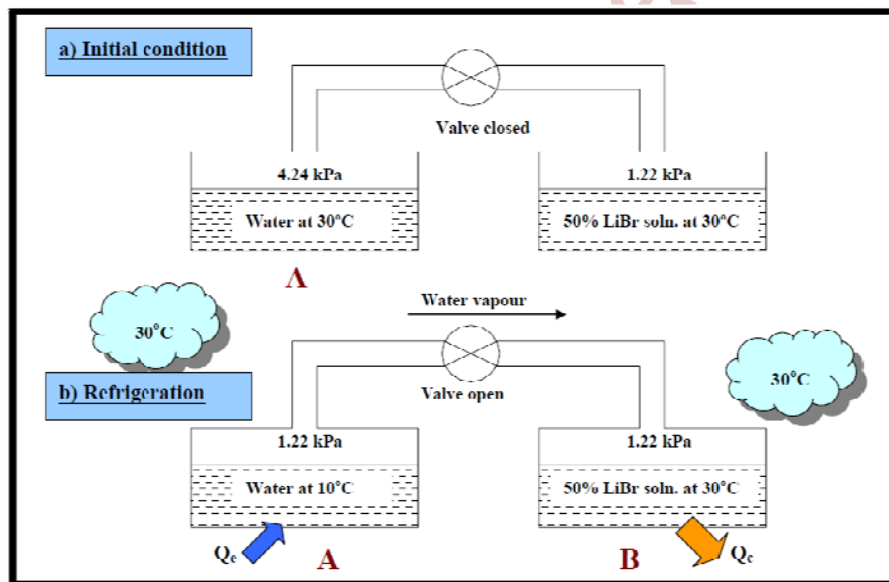 a) Initial condition
Valve closed
4.24 kPa
1.22 kPa
Water at 30°C
50% LiBr soln. at 30°C
A
Water vapour
30°C
30°C
b) Refrigeration
Valve open
1.22 kPa
1.22 kPa
Water at 10°C
50% LiBr soln. at 30°C
Qe
A
B
Qc